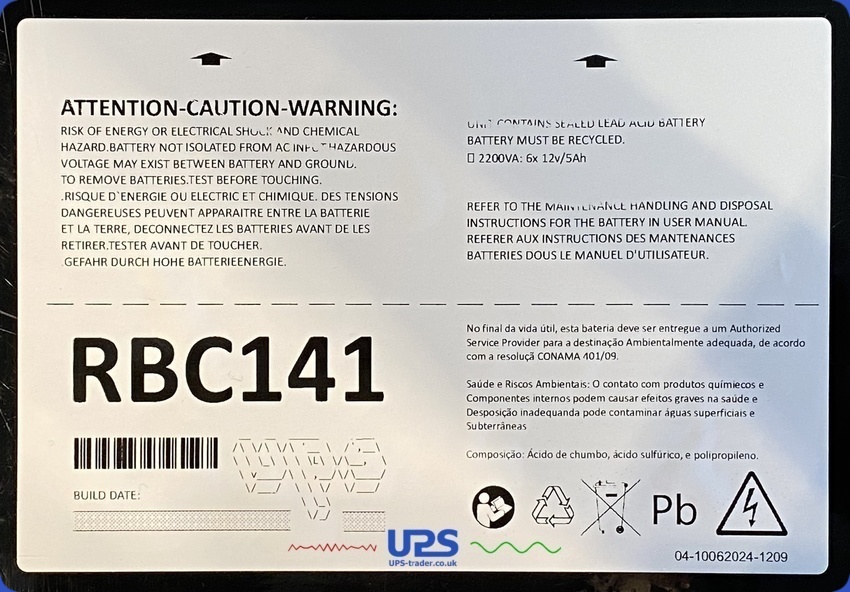 ATTENTION-CAUTION-WARNING:
RISK OF ENERGY OR ELECTRICAL SHOCK AND CHEMICAL
HAZARD.BATTERY NOT ISOLATED FROM AC INPUT HAZARDOUS
VOLTAGE MAY EXIST BETWEEN BATTERY AND GROUND.
TO REMOVE BATTERIES.TEST BEFORE TOUCHING.
.RISQUE D`ENERGIE OU ELECTRIC ET CHIMIQUE. DES TENSIONS
DANGEREUSES PEUVENT APPARAITRE ENTRE LA BATTERIE
ET LA TERRE, DECONNECTEZ LES BATTERIES AVANT DE LES
RETIRER.TESTER AVANT DE TOUCHER.
.GEFAHR DURCH HOHE BATTERIEENERGIE.
UNIT CONTAINS SEALED LEAD ACID BATTERY
BATTERY MUST BE RECYCLED.
2200VA: 6x 12v/5Ah
REFER TO THE MAINTENANCE HANDLING AND DISPOSAL
INSTRUCTIONS FOR THE BATTERY IN USER MANUAL.
REFERER AUX INSTRUCTIONS DES MANTENANCES
BATTERIES DOUS LE MANUEL D'UTILISATEUR.
RBC141
BUILD DATE:
No final da vida útil, esta bateria deve ser entregue a um Authorized
Service Provider para a destinação Ambientalmente adequada, de acordo
com a resoluçã CONAMA 401/09.
Saúde e Riscos Ambientais: O contato com produtos químiecos e
Componentes internos podem causar efeitos graves na saúde e
Desposição inadequanda pode contaminar águas superficiais e
Subterrâneas
Composição: Ácido de chumbo, ácido sulfúrico, e polipropileno.
Pb
04-10062024-1209
UPS
UPS-trader.co.uk